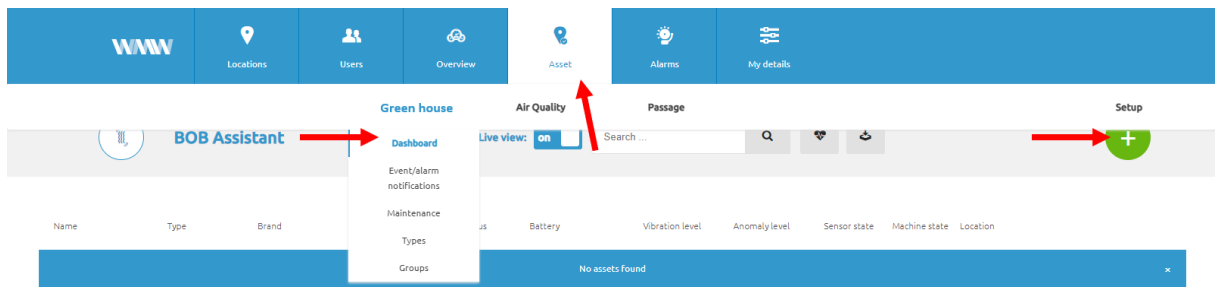 WMW
Locations Users Overview Asset Alarms My details
Green house Air Quality Passage Setup
BOB Assistant Live view: on Search ...
Dashboard
Event/alarm
notifications
Maintenance
Types
Groups
Name Type Brand Battery Vibration level Anomaly level Sensor state Machine state Location
No assets found ×